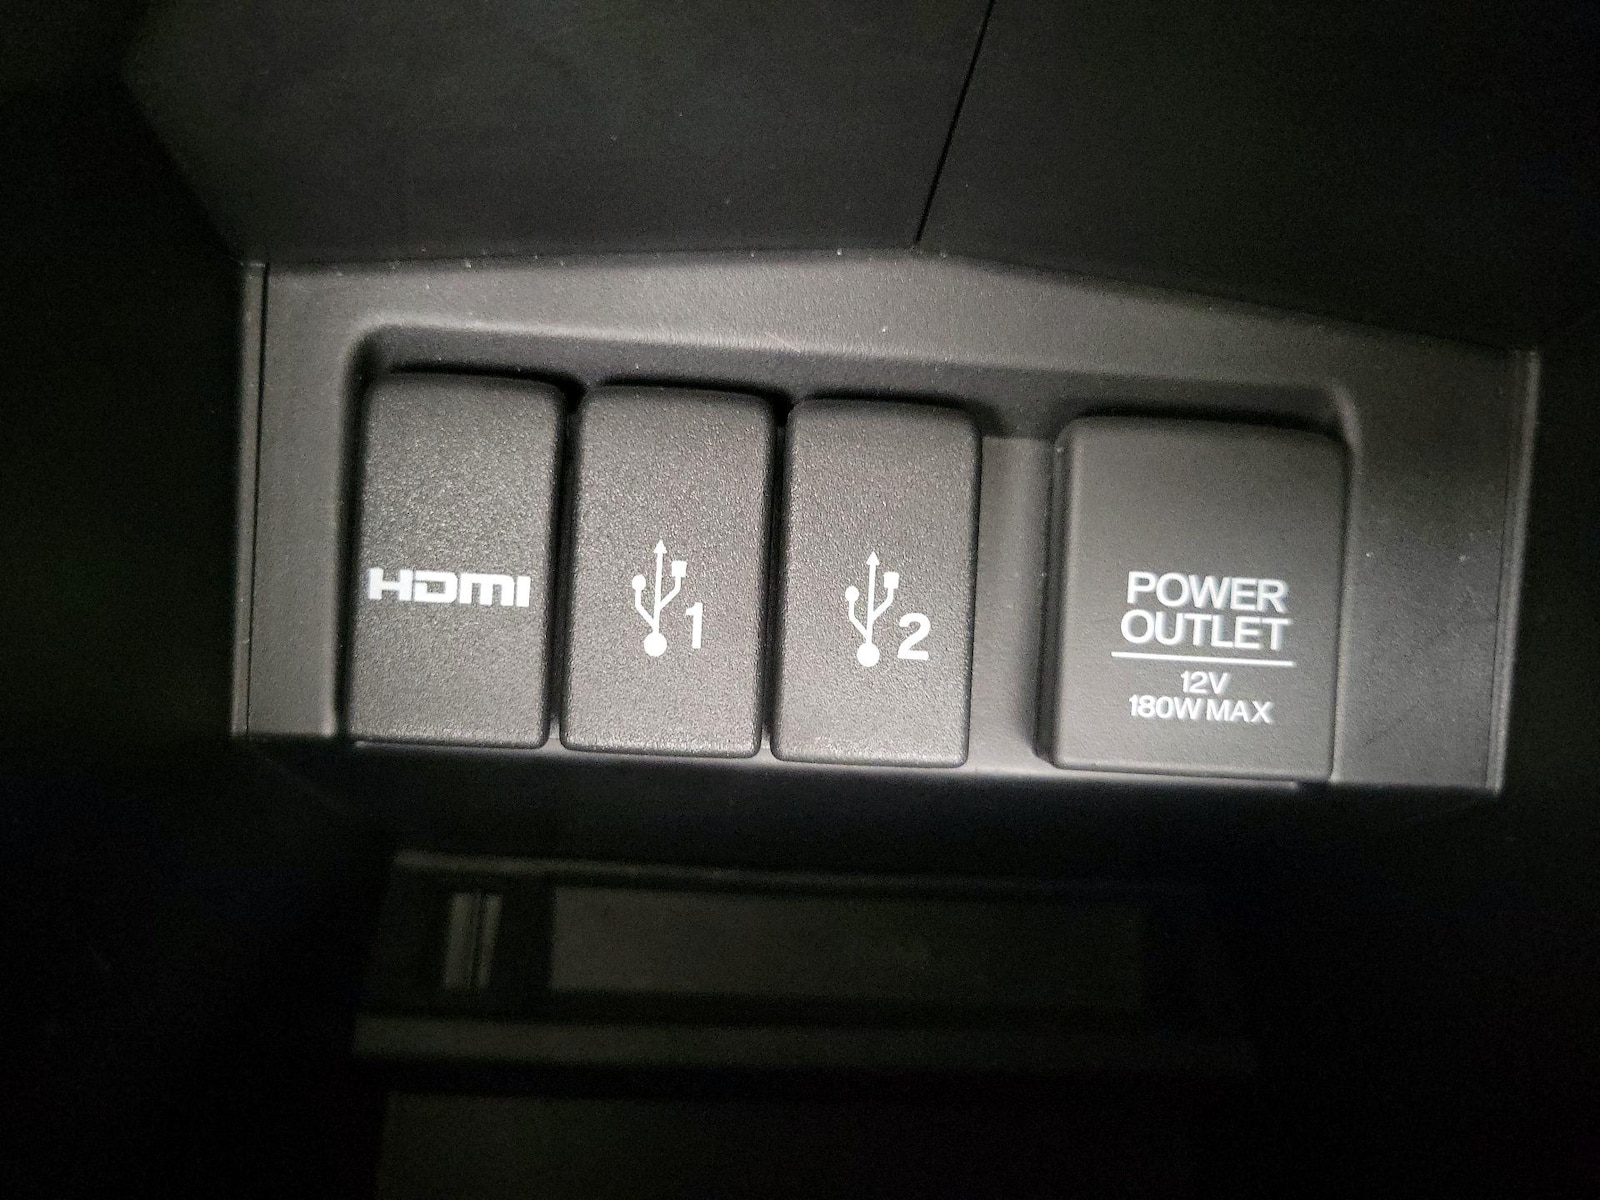 HDMI
1
2
POWER
OUTLET
12V
180W MAX